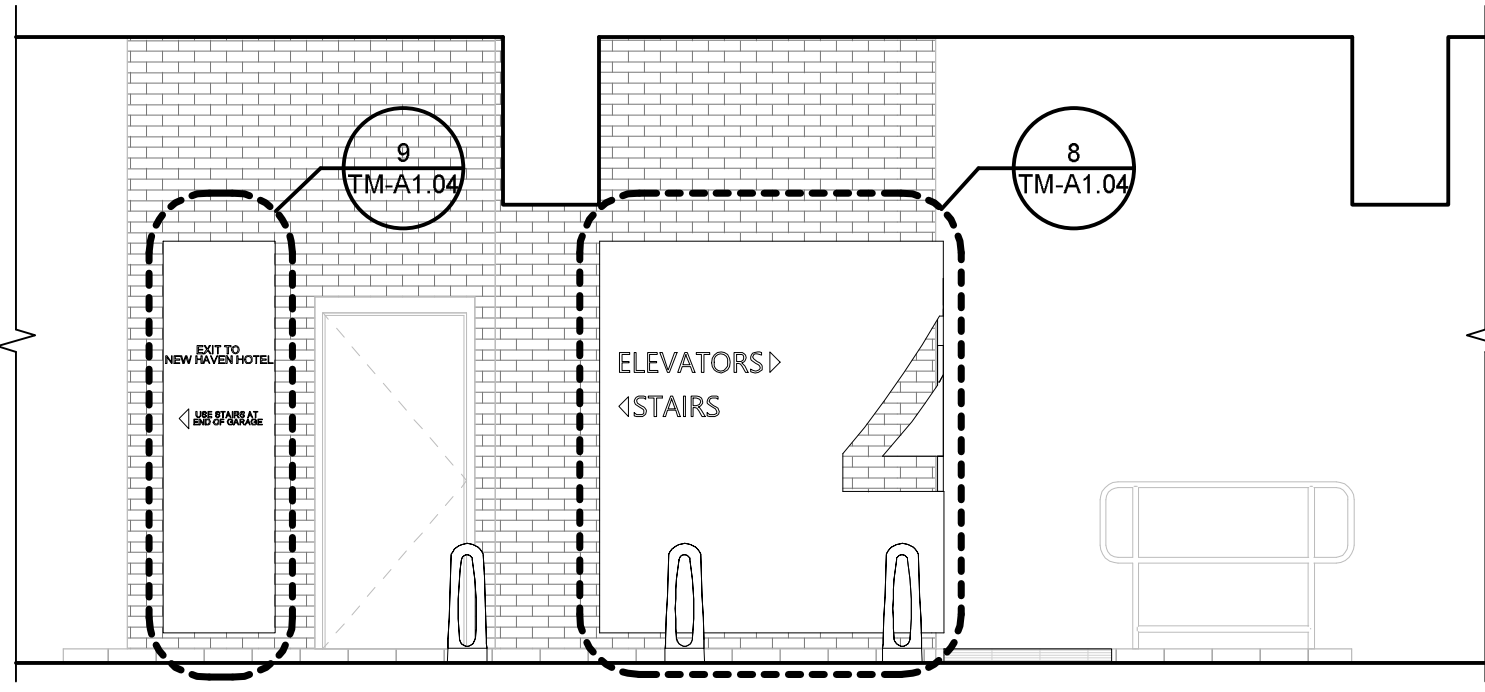 9
TM-A1.04
8
TM-A1.04
EXIT TO
NEW HAVEN HOTEL
USE STAIRS AT
END OF GARAGE
ELEVATORS
STAIRS
4